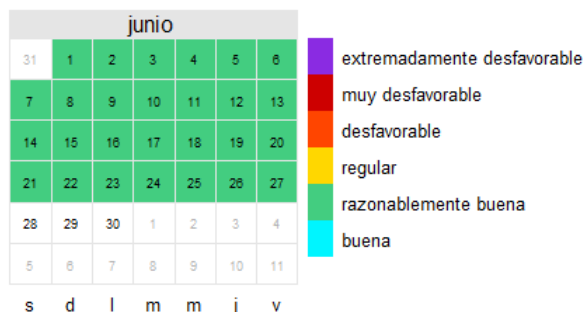 junio
31 1 2 3 4 5 6
7 8 9 10 11 12 13
14 15 16 17 18 19 20
21 22 23 24 25 26 27
28 29 30 1 2 3 4
5 6 7 8 9 10 11
s d l m m j v
extremadamente desfavorable
muy desfavorable
desfavorable
regular
razonablemente buena
buena